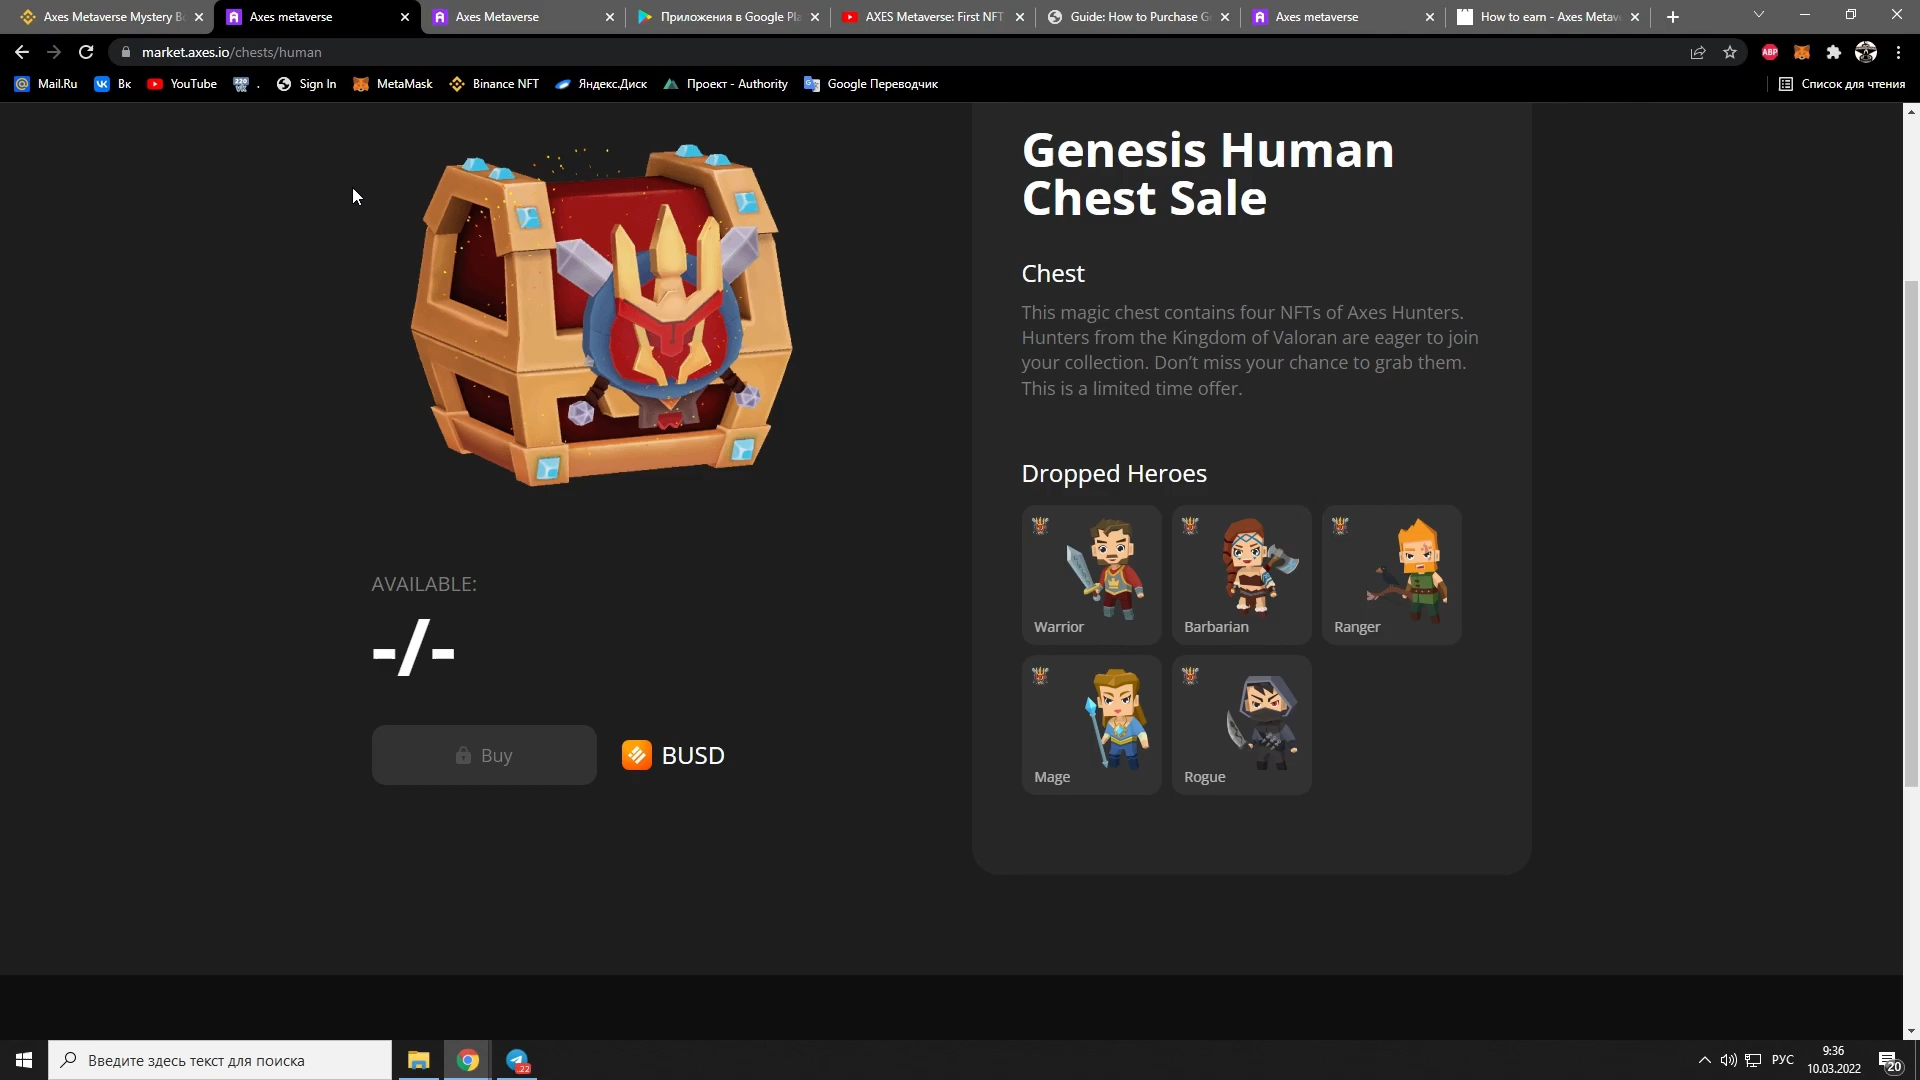 Axes Metaverse Mystery B
Axes metaverse
Axes Metaverse
Приложения в Google Pla
AXES Metaverse: First NFT
Guide: How to Purchase G
Axes metaverse
How to earn - Axes Metav
market.axes.io/chests/human
ABP
Mail.Ru
Вк
YouTube
.
Sign In
MetaMask
Binance NFT
Яндекс.Диск
Проект - Authority
Google Переводчик
Список для чтения
Genesis Human
Chest Sale
Chest
This magic chest contains four NFTs of Axes Hunters.
Hunters from the Kingdom of Valoran are eager to join
your collection. Don’t miss your chance to grab them.
This is a limited time offer.
Dropped Heroes
Warrior
Barbarian
Ranger
Mage
Rogue
AVAILABLE:
-/-
Buy
BUSD
Введите здесь текст для поиска
22
РУС
9:36
10.03.2022
20